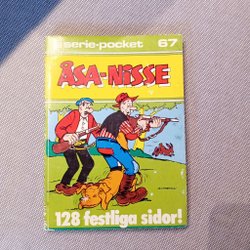 serie-pocket 67
ÅSA-NISSE
128 festliga sidor!